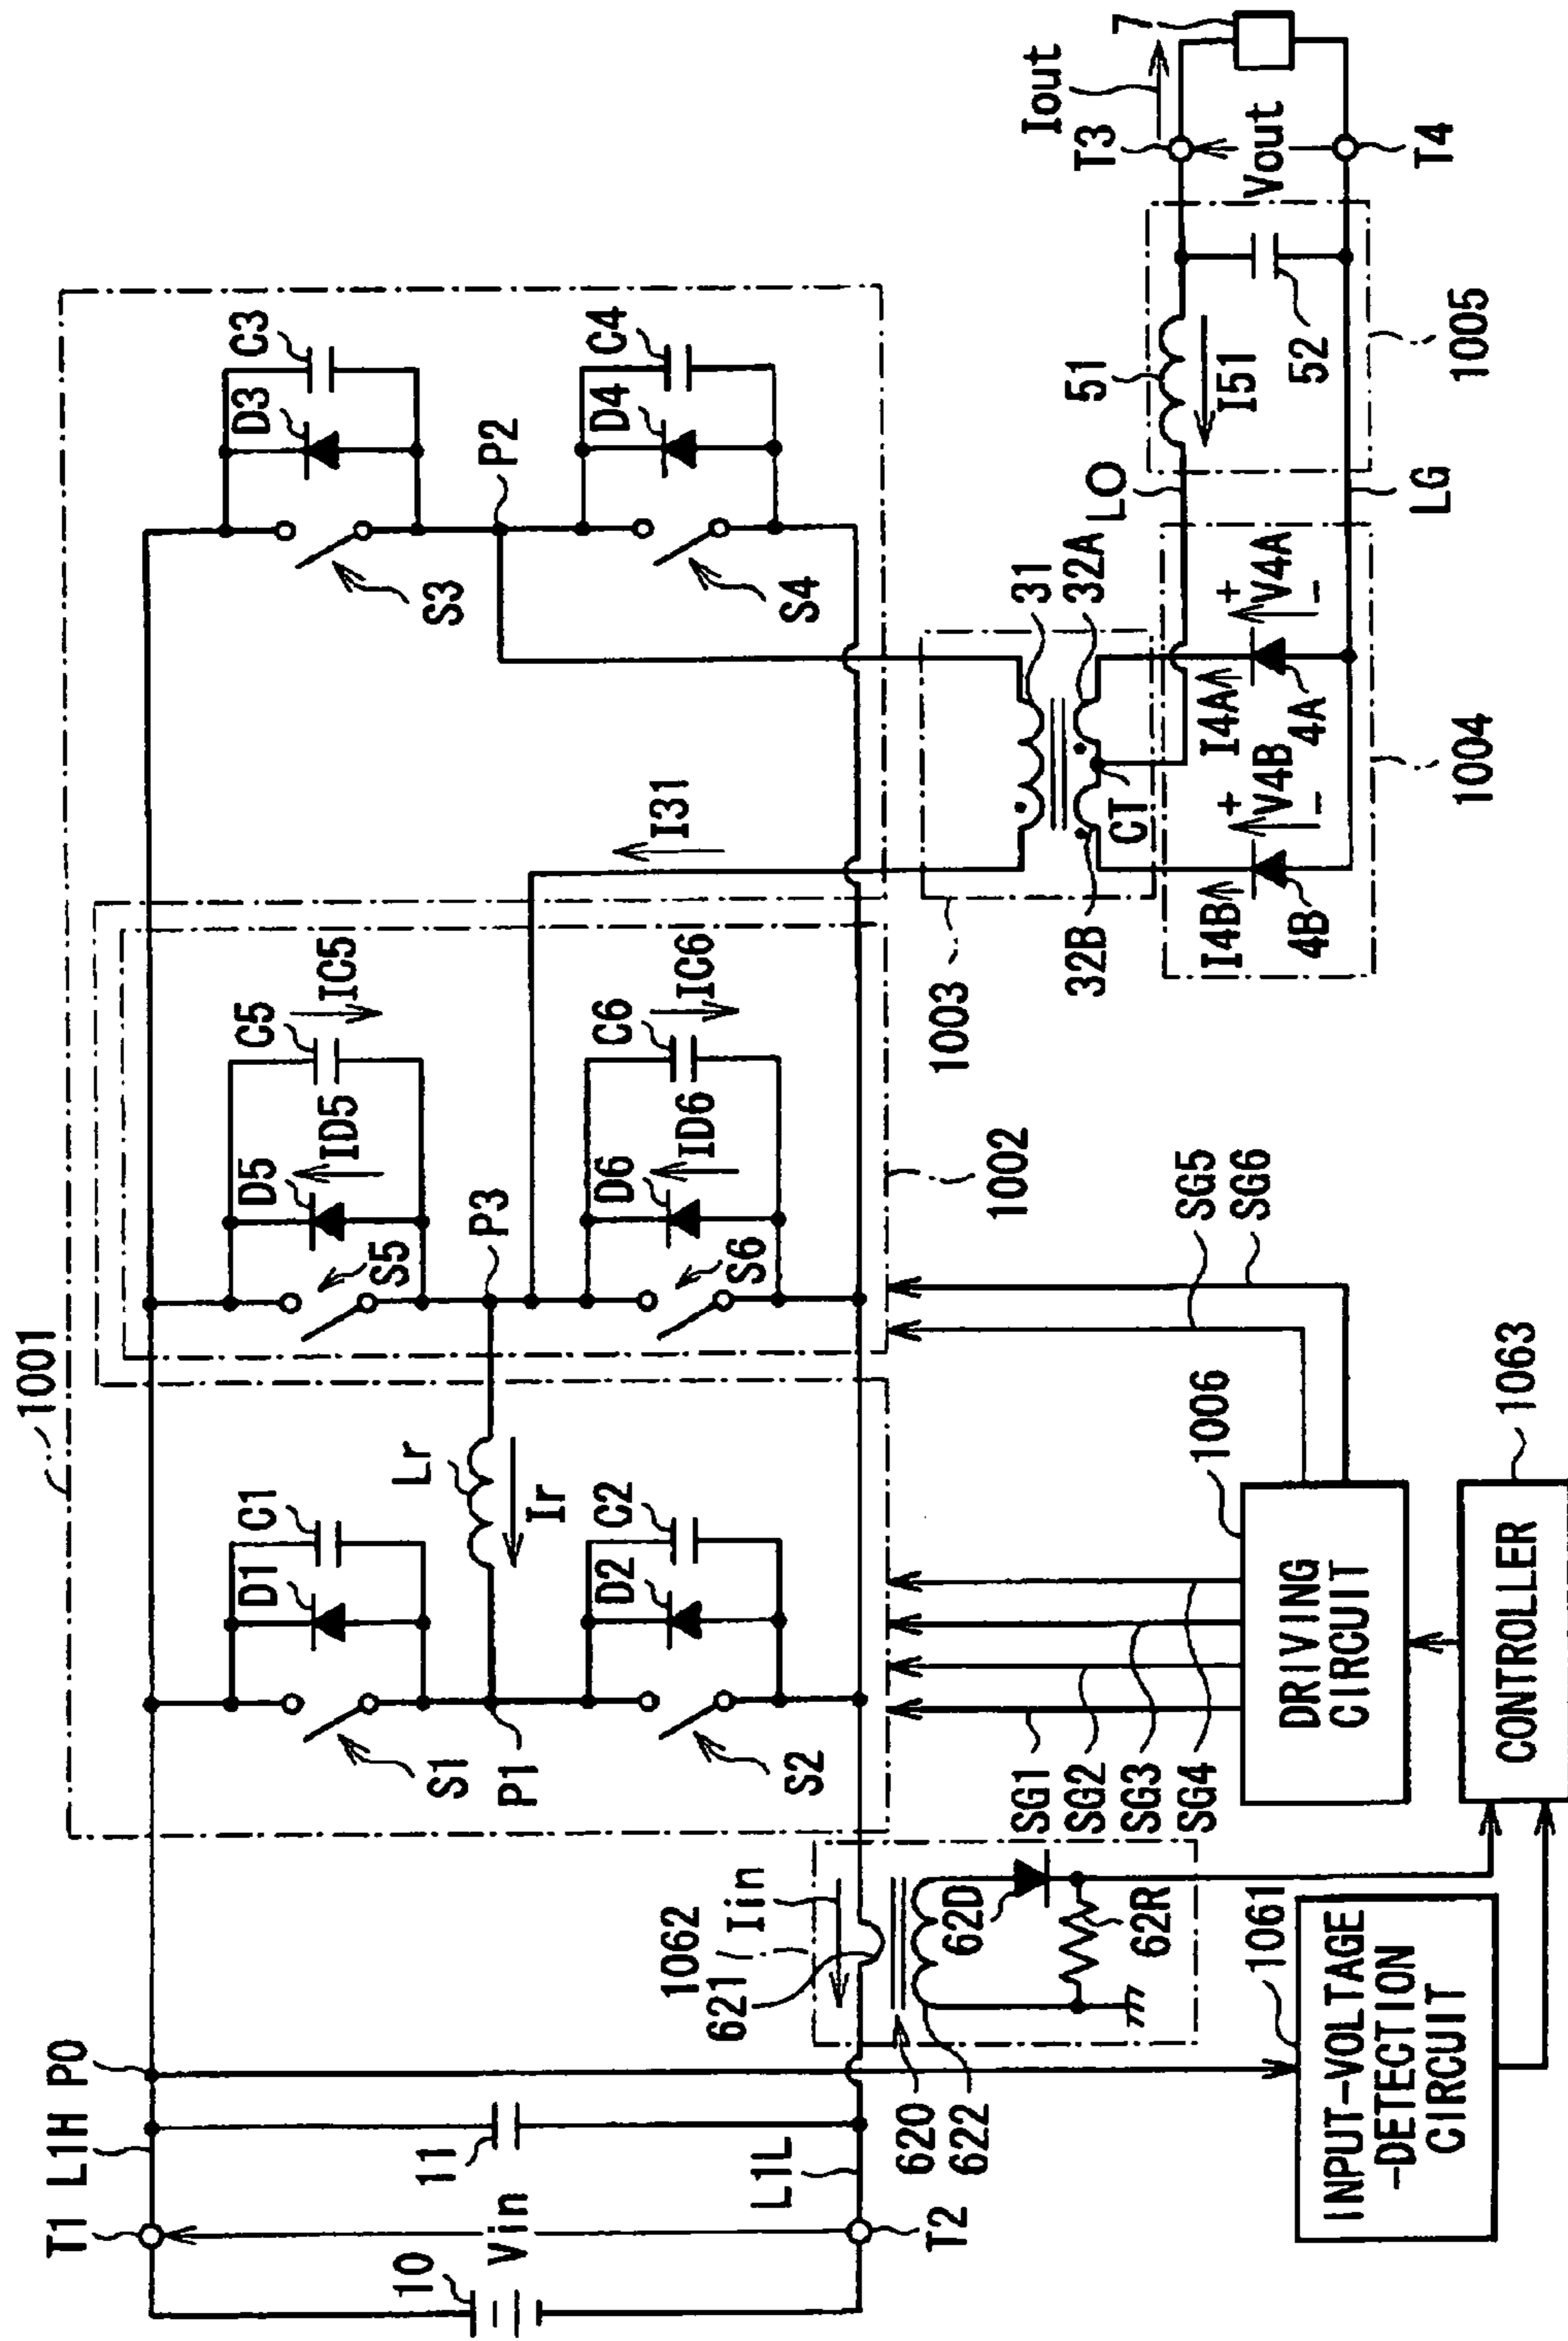 T1
L1H
P0
1001
10
Vin
11
L1L
T2
S1
D1
C1
P1
Lr
Ir
S2
D2
C2
D5
ID5
C5
IC5
S5
P3
D6
ID6
C6
IC6
S6
1002
I31
D3
C3
S3
P2
D4
C4
S4
1062
Iin
621
620
622
62D
62R
SG1
SG2
SG3
SG4
SG5
SG6
1006
DRIVING
CIRCUIT
1063
CONTROLLER
1061
INPUT-VOLTAGE
-DETECTION
CIRCUIT
1003
31
32A
32B
CT
I4B
4B
+
V4B
-
I4A
4A
+
V4A
-
1004
LO
LG
51
I51
52
1005
Iout
T3
Vout
T4
7